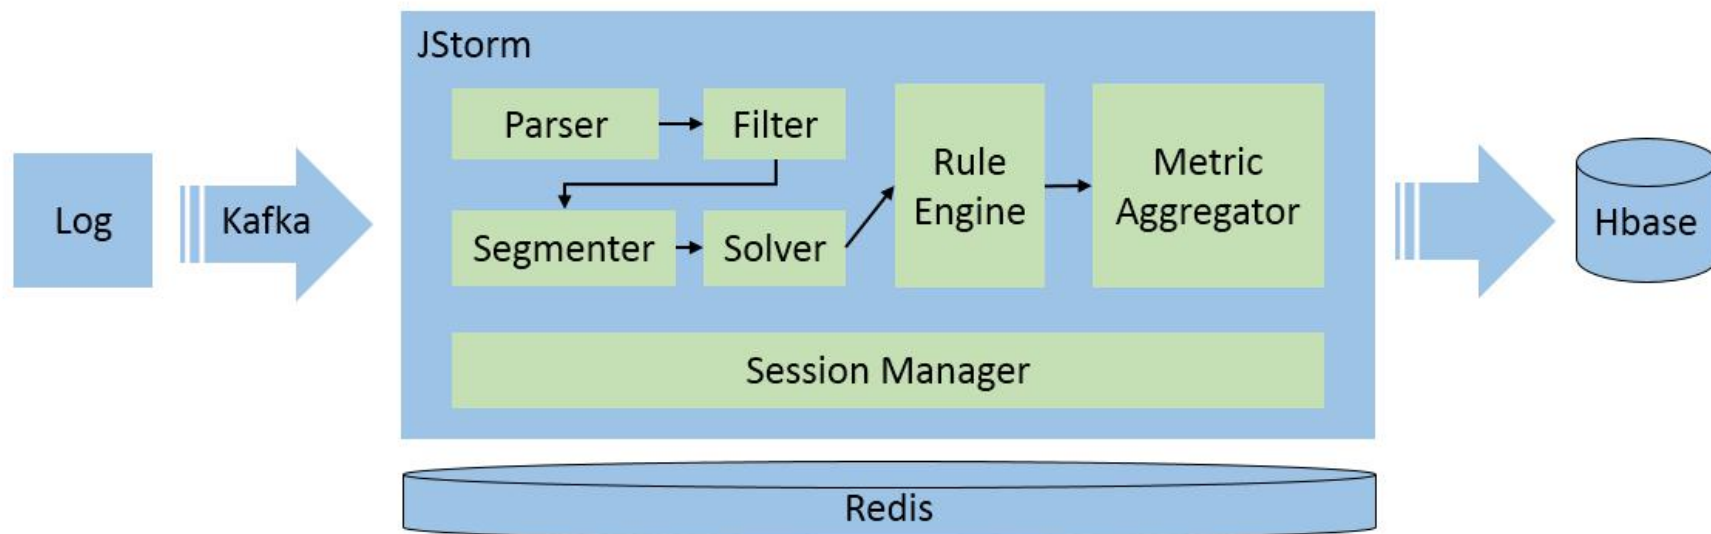 JStorm
Parser
Filter
Rule
Engine
Metric
Aggregator
Log
Kafka
Segmenter
Solver
Hbase
Session Manager
Redis